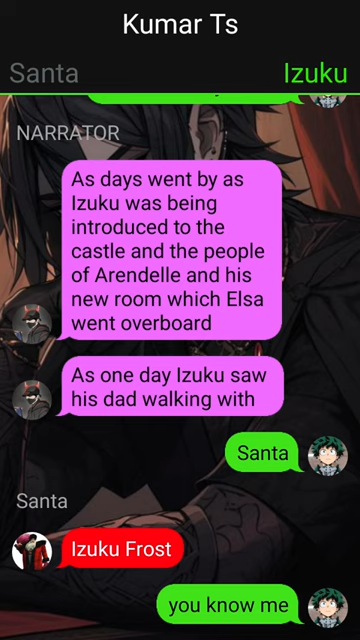 Kumar Ts
Santa
Izuku
NARRATOR
As days went by as
Izuku was being
introduced to the
castle and the people
of Arendelle and his
new room which Elsa
went overboard
As one day Izuku saw
his dad walking with
Santa
Santa
Izuku Frost
you know me